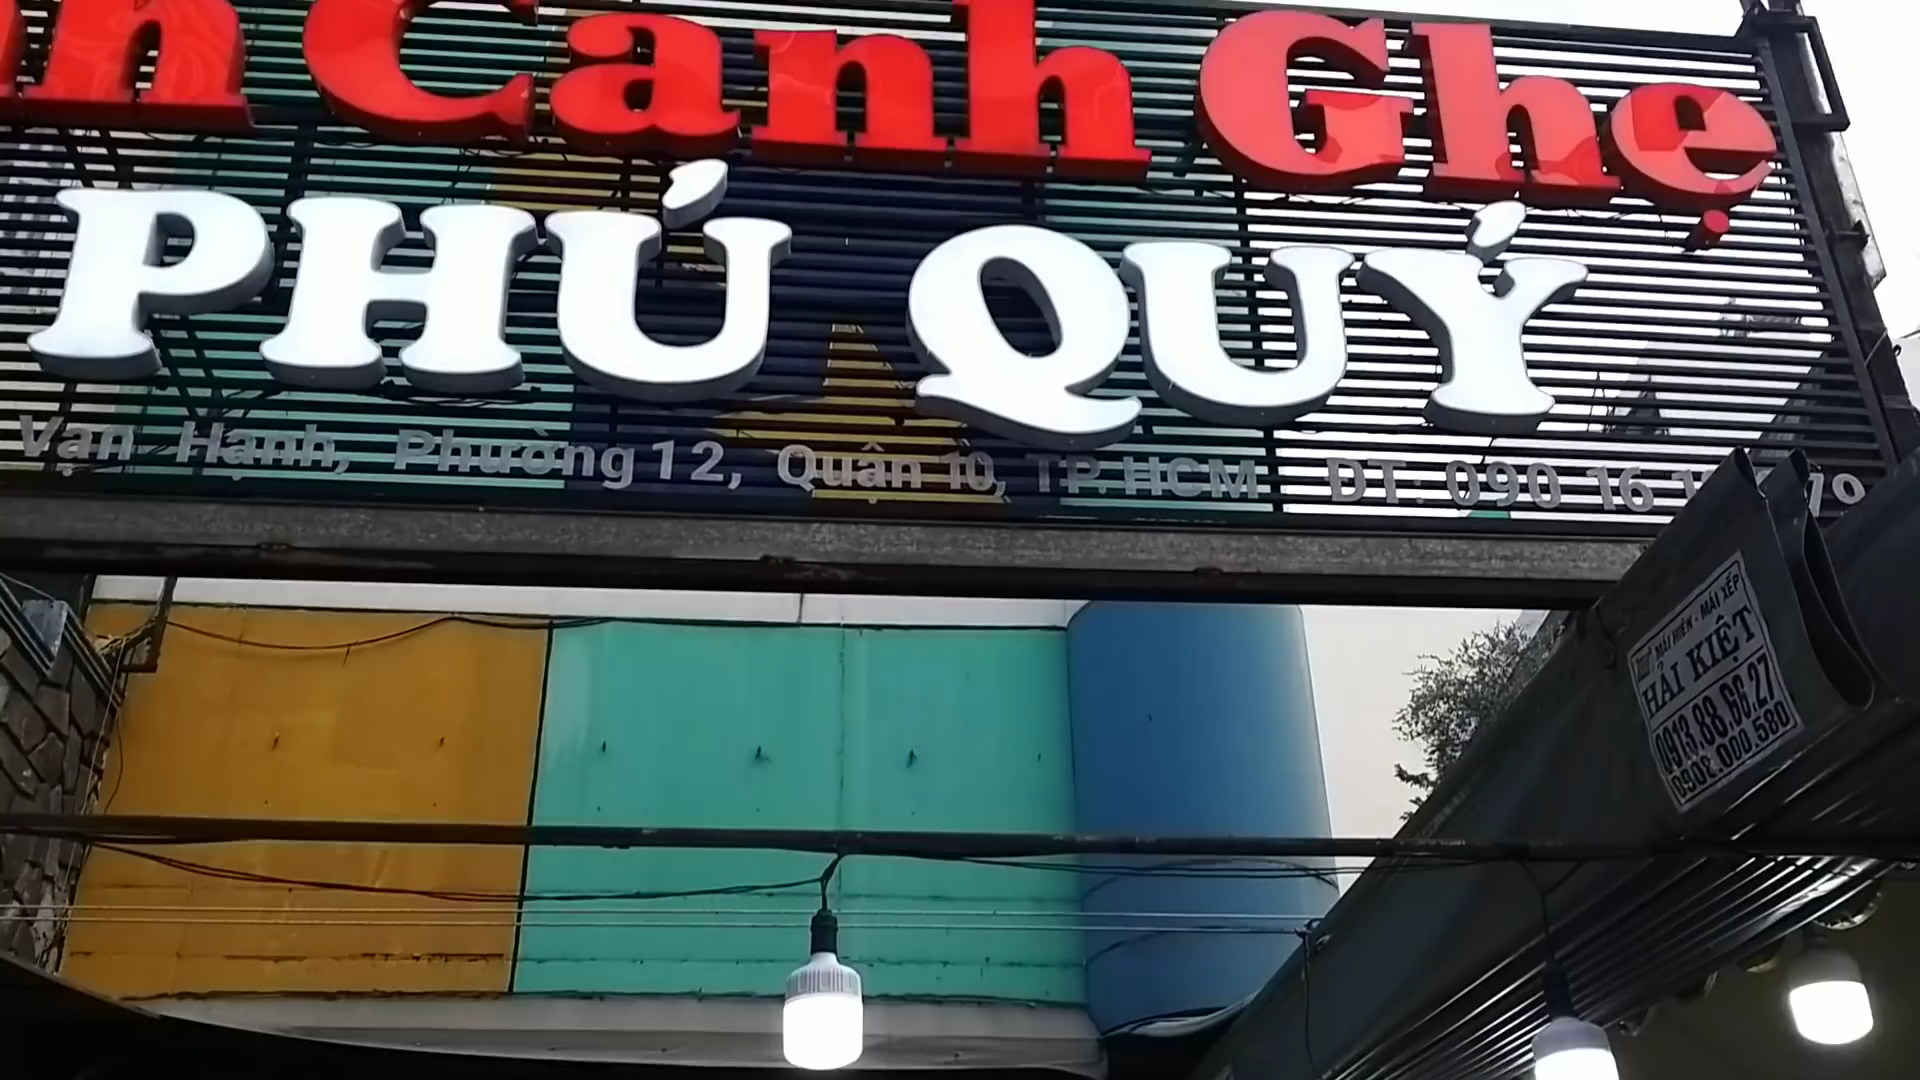 Canh Ghẹ
PHÚ QUÝ
Vạn Hạnh, Phường 12, Quận 10, TP. HCM ĐT: 090 16
MÁI HIÊN - MÁI XẾP
HẢI KIỆT
0913.88.66.27
0908.000.580